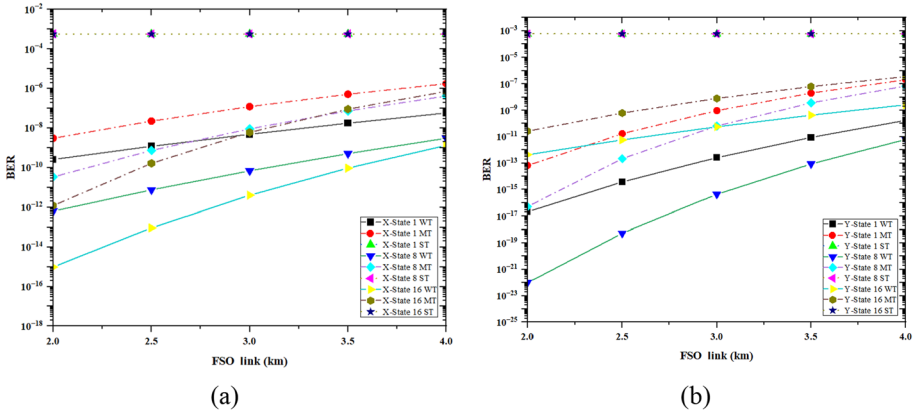 10⁻²
10⁻⁴
10⁻⁶
10⁻⁸
10⁻¹⁰
10⁻¹²
10⁻¹⁴
10⁻¹⁶
10⁻¹⁸
BER
2.0 2.5 3.0 3.5 4.0
FSO link (km)
X-State 1 WT
X-State 1 MT
X-State 1 ST
X-State 8 WT
X-State 8 MT
X-State 8 ST
X-State 16 WT
X-State 16 MT
X-State 16 ST
(a)
10⁻³
10⁻⁵
10⁻⁷
10⁻⁹
10⁻¹¹
10⁻¹³
10⁻¹⁵
10⁻¹⁷
10⁻¹⁹
10⁻²¹
10⁻²³
10⁻²⁵
BER
2.0 2.5 3.0 3.5 4.0
FSO link (km)
Y-State 1 WT
Y-State 1 MT
Y-State 1 ST
Y-State 8 WT
Y-State 8 MT
Y-State 8 ST
Y-State 16 WT
Y-State 16 MT
Y-State 16 ST
(b)